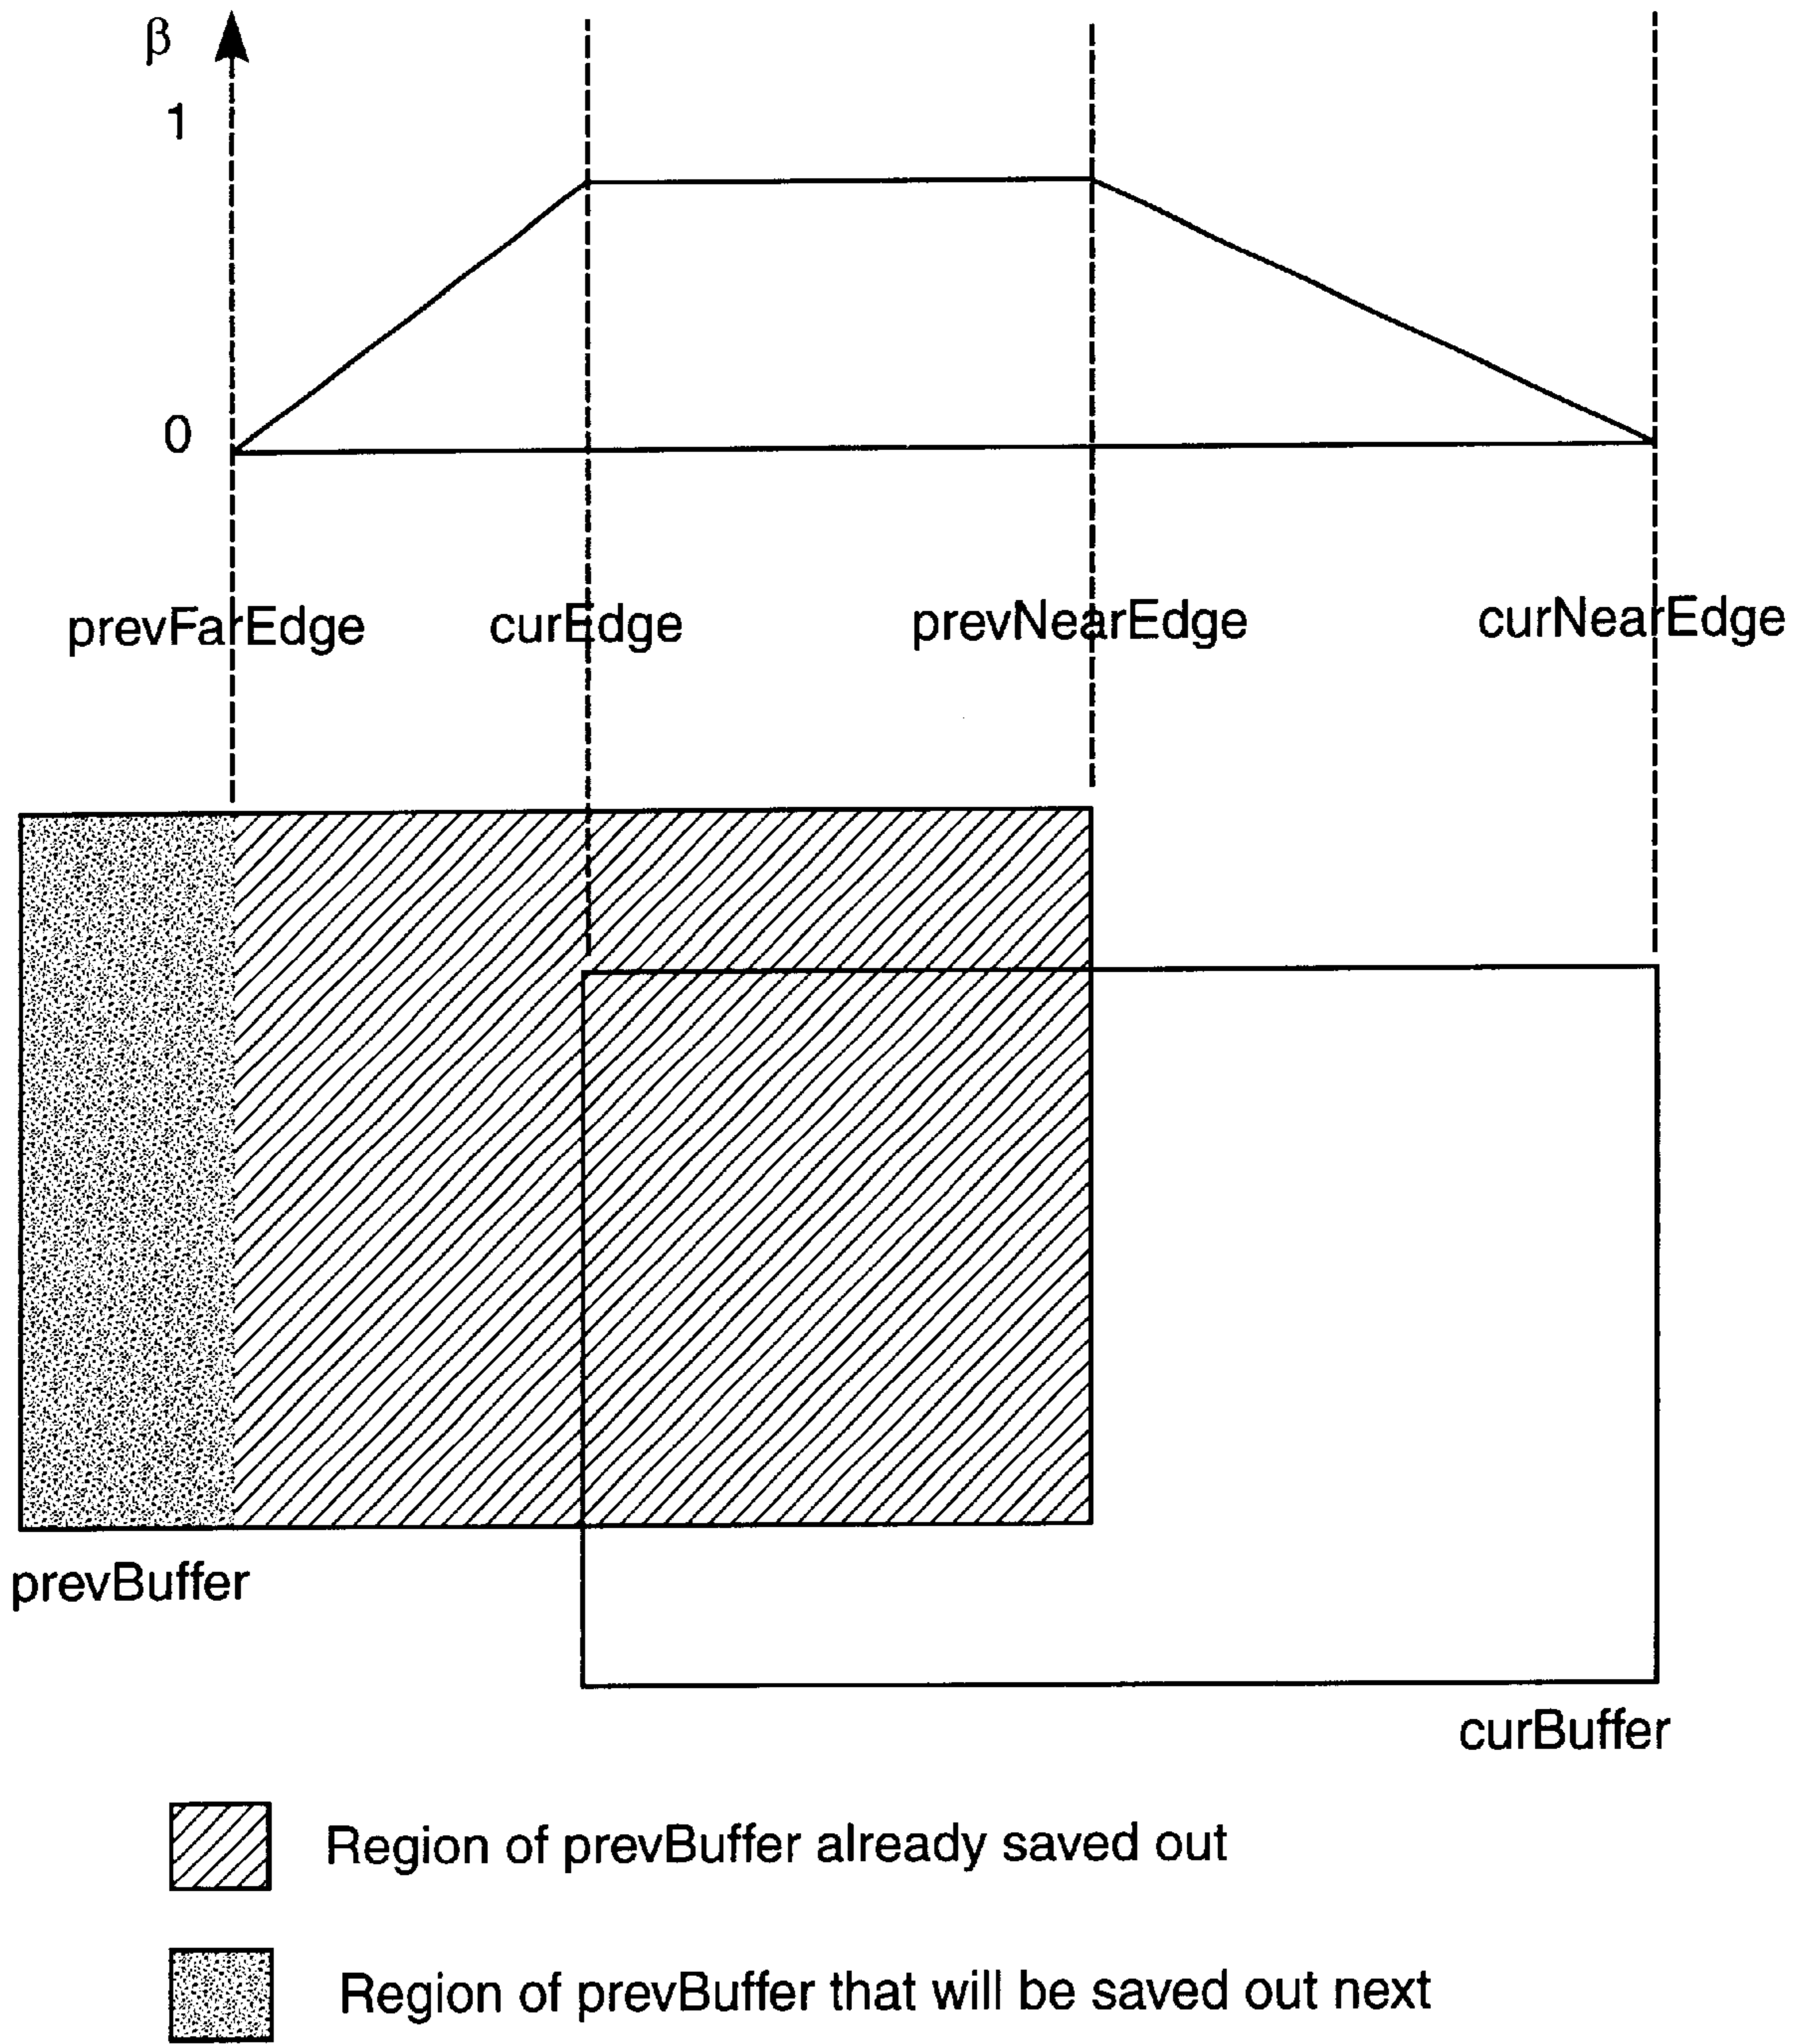 β
1
0
prevFarEdge curEdge prevNearEdge curNearEdge
prevBuffer
curBuffer
Region of prevBuffer already saved out
Region of prevBuffer that will be saved out next